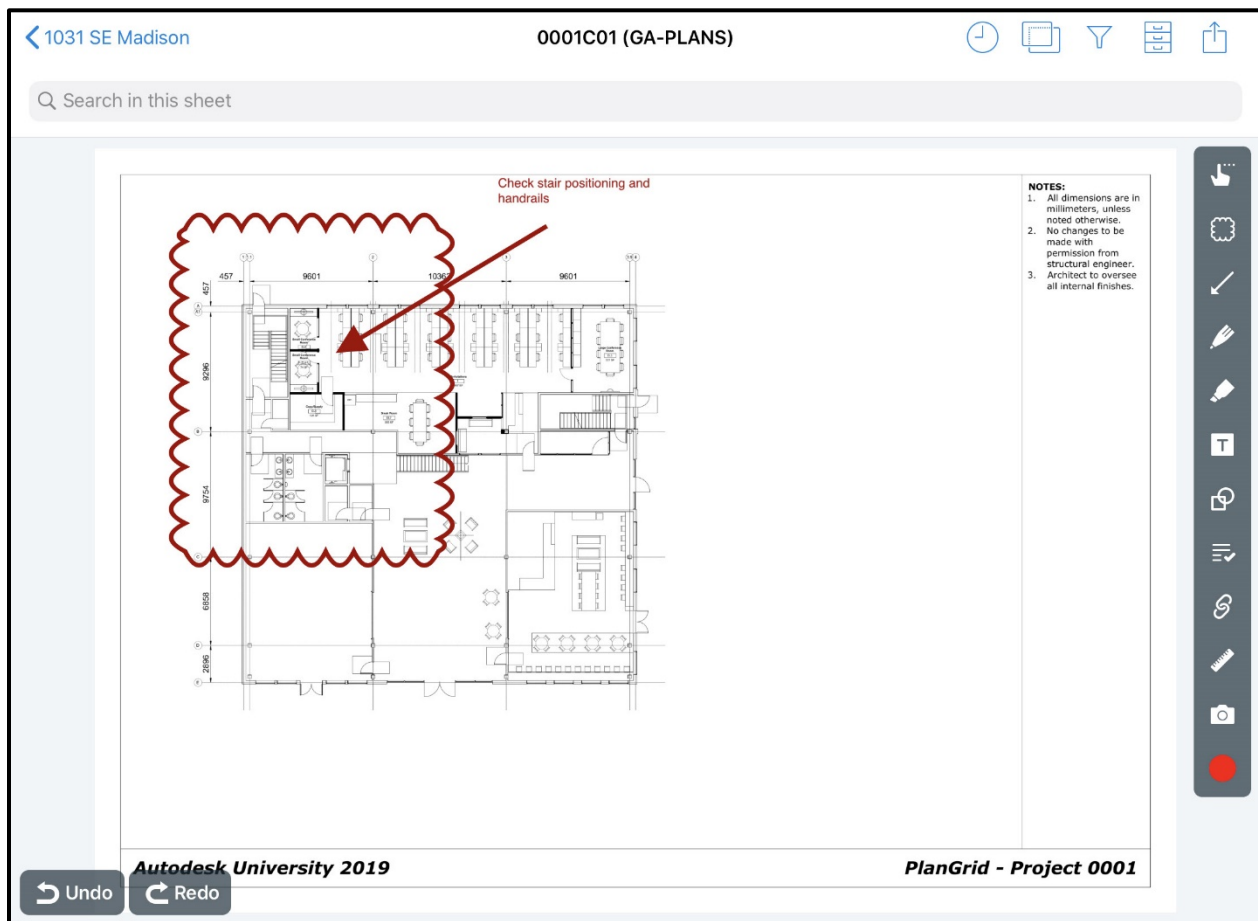 1031 SE Madison
0001C01 (GA-PLANS)
Search in this sheet
Check stair positioning and
handrails
NOTES:
1. All dimensions are in
millimeters, unless
noted otherwise.
2. No changes to be
made with
permission from
structural engineer.
3. Architect to oversee
all internal finishes.
457
9601
10363
9601
457
9296
9754
6858
2896
T
Autodesk University 2019
PlanGrid - Project 0001
Undo
Redo